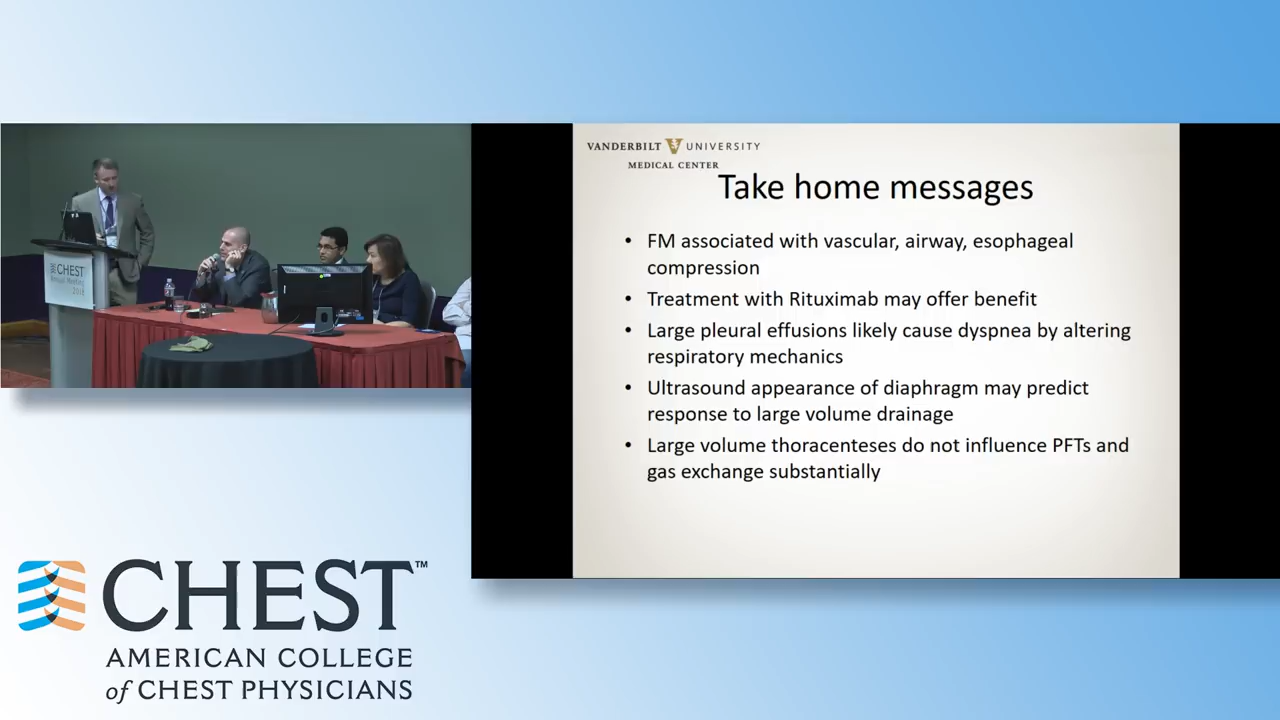 VANDERBILT UNIVERSITY
MEDICAL CENTER
Take home messages
• FM associated with vascular, airway, esophageal
compression
• Treatment with Rituximab may offer benefit
• Large pleural effusions likely cause dyspnea by altering
respiratory mechanics
• Ultrasound appearance of diaphragm may predict
response to large volume drainage
• Large volume thoracenteses do not influence PFTs and
gas exchange substantially
CHEST
Annual Meeting
CHEST™
AMERICAN COLLEGE
of CHEST PHYSICIANS